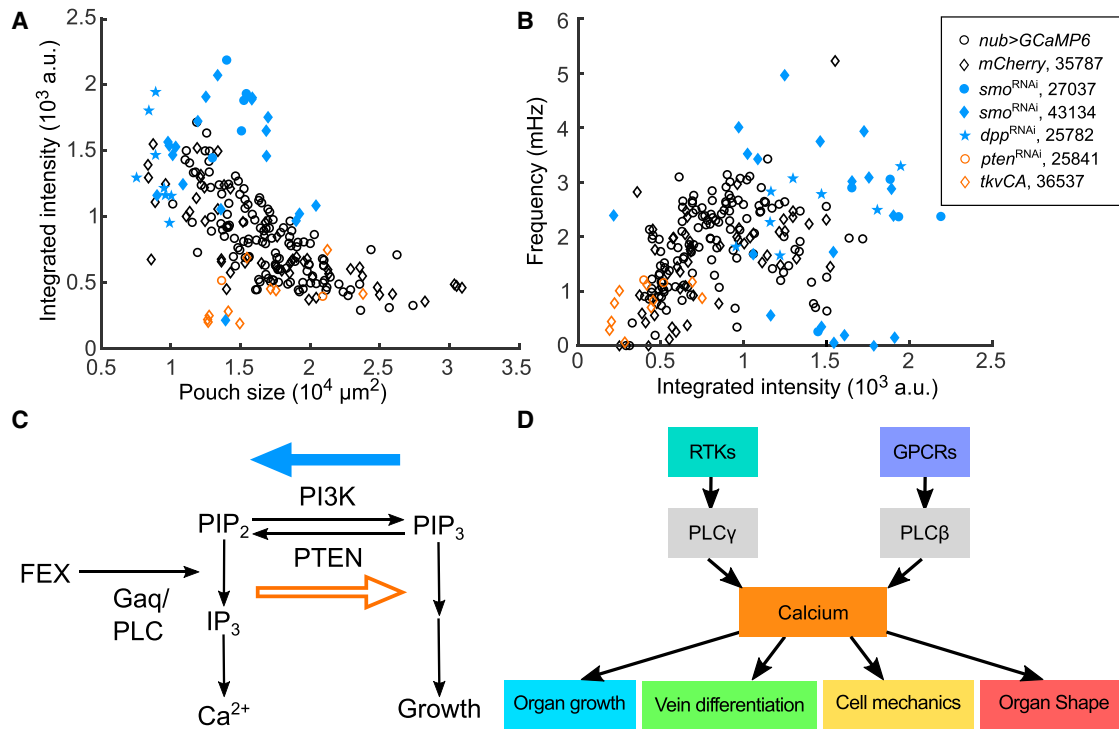 A
Integrated intensity (10³ a.u.)
2.5
2
1.5
1
0.5
0
0.5
1
1.5
2
2.5
3
3.5
Pouch size (10⁴ µm²)
B
Frequency (mHz)
6
5
4
3
2
1
0
0
0.5
1
1.5
2
2.5
Integrated intensity (10³ a.u.)
nub>GCaMP6
mCherry, 35787
smoRNAi, 27037
smoRNAi, 43134
dppRNAi, 25782
ptenRNAi, 25841
tkvCA, 36537
C
PI3K
PIP₂
PIP₃
PTEN
FEX
Gaq/
PLC
IP₃
Ca²⁺
Growth
D
RTKs
GPCRs
PLCγ
PLCβ
Calcium
Organ growth
Vein differentiation
Cell mechanics
Organ Shape